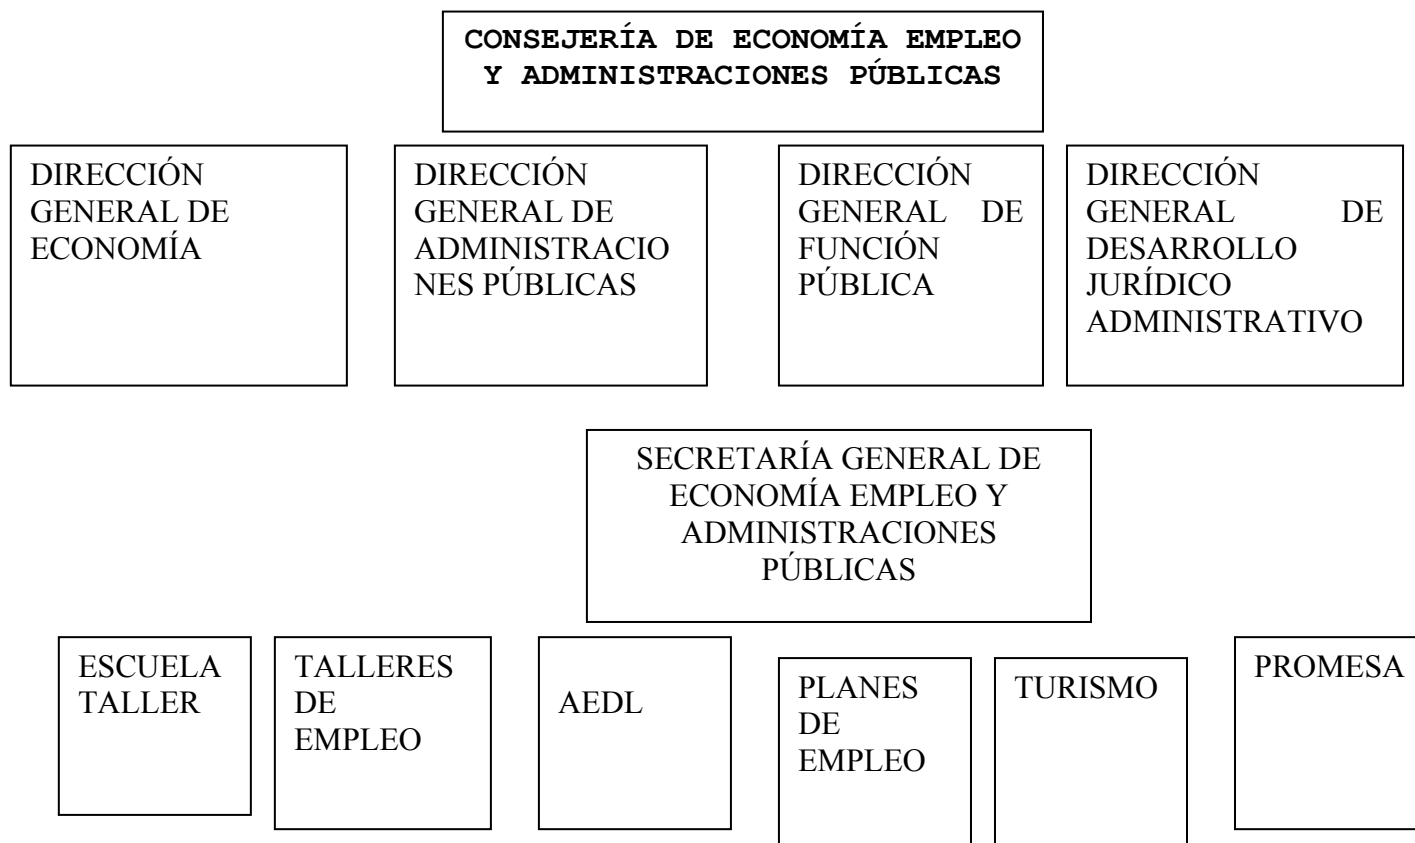 CONSEJERÍA DE ECONOMÍA EMPLEO
Y ADMINISTRACIONES PÚBLICAS
DIRECCIÓN
GENERAL DE
ECONOMÍA
DIRECCIÓN
GENERAL DE
ADMINISTRACIO
NES PÚBLICAS
DIRECCIÓN
GENERAL DE
FUNCIÓN
PÚBLICA
DIRECCIÓN
GENERAL DE
DESARROLLO
JURÍDICO
ADMINISTRATIVO
SECRETARÍA GENERAL DE
ECONOMÍA EMPLEO Y
ADMINISTRACIONES
PÚBLICAS
ESCUELA
TALLER
TALLERES
DE
EMPLEO
AEDL
PLANES
DE
EMPLEO
TURISMO
PROMESA